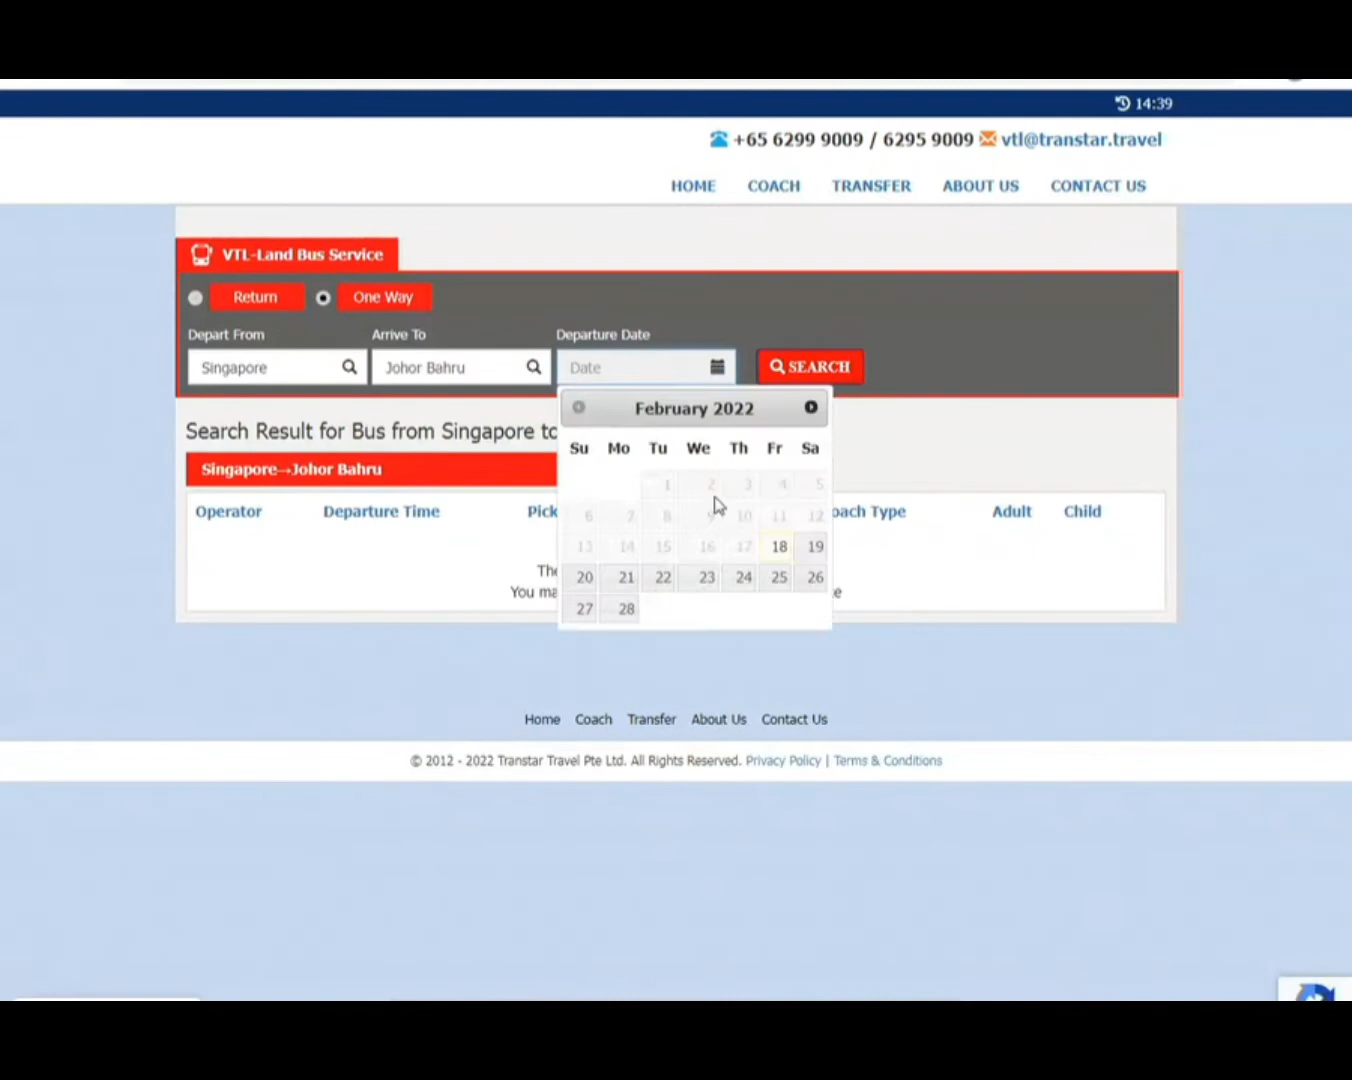 14:39
+65 6299 9009 / 6295 9009 vtl@transtar.travel
HOME COACH TRANSFER ABOUT US CONTACT US
VTL-Land Bus Service
Return One Way
Depart From Arrive To Departure Date
Singapore Johor Bahru Date SEARCH
February 2022
Search Result for Bus from Singapore to
Su Mo Tu We Th Fr Sa
Singapore→Johor Bahru
1 2 3 4 5
Operator Departure Time Pick oach Type Adult Child
6 7 8 9 10 11 12
13 14 15 16 17 18 19
The
20 21 22 23 24 25 26
You ma e
27 28
Home Coach Transfer About Us Contact Us
© 2012 - 2022 Transtar Travel Pte Ltd. All Rights Reserved. Privacy Policy | Terms & Conditions